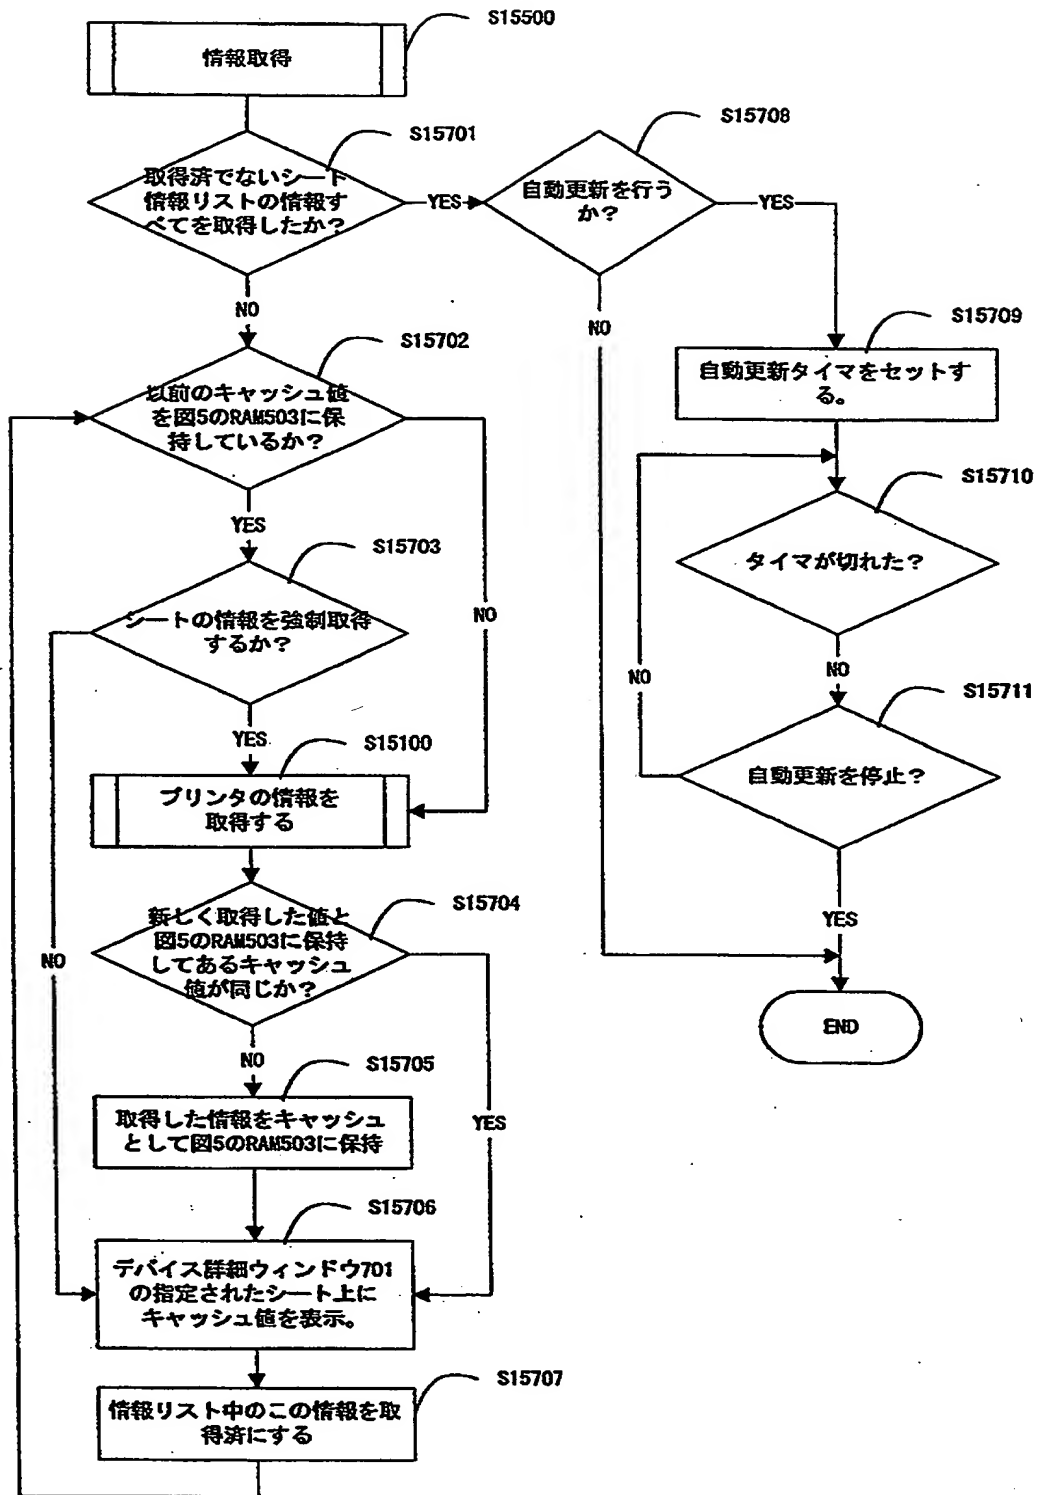 S15500
情報取得
S15701
取得済でないシート
情報リストの情報す
べてを取得したか？
YES
NO
S15702
以前のキャッシュ値
を図5のRAM503に保
持しているか？
YES
NO
S15703
シートの情報を強制取得
するか？
YES
NO
S15100
プリンタの情報を
取得する
S15704
新しく取得した値と
図5のRAM503に保持
してあるキャッシュ
値が同じか？
NO
YES
S15705
取得した情報をキャッシュ
として図5のRAM503に保持
S15706
デバイス詳細ウィンドウ701
の指定されたシート上に
キャッシュ値を表示。
S15707
情報リスト中のこの情報を取
得済にする
S15708
自動更新を行う
か？
YES
NO
S15709
自動更新タイマをセットす
る。
S15710
タイマが切れた？
NO
S15711
自動更新を停止？
NO
YES
END